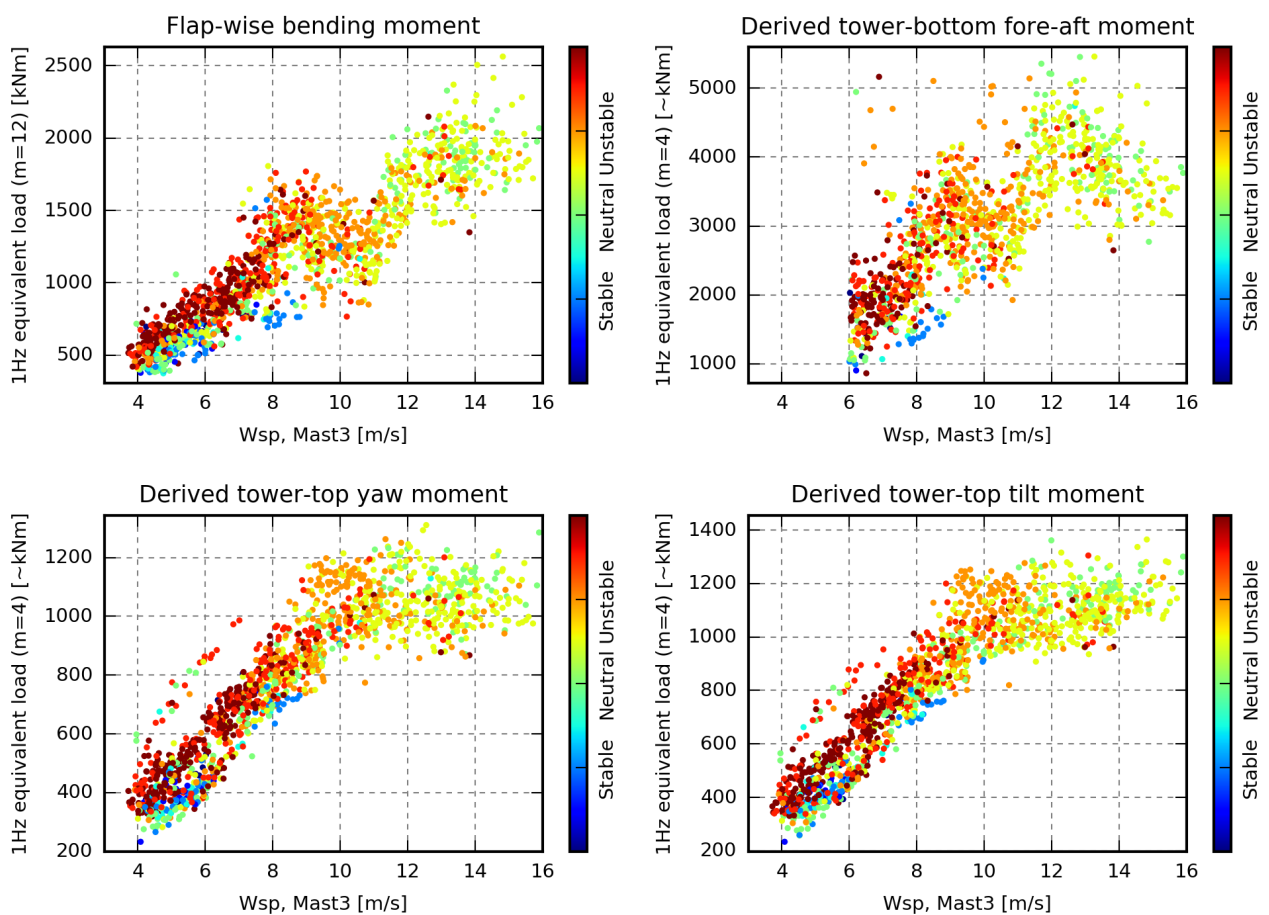 Flap-wise bending moment
1Hz equivalent load (m=12) [kNm]
2500
2000
1500
1000
500
4 6 8 10 12 14 16
Wsp, Mast3 [m/s]
Stable Neutral Unstable
Derived tower-bottom fore-aft moment
1Hz equivalent load (m=4) [~kNm]
5000
4000
3000
2000
1000
4 6 8 10 12 14 16
Wsp, Mast3 [m/s]
Stable Neutral Unstable
Derived tower-top yaw moment
1Hz equivalent load (m=4) [~kNm]
1200
1000
800
600
400
200
4 6 8 10 12 14 16
Wsp, Mast3 [m/s]
Stable Neutral Unstable
Derived tower-top tilt moment
1Hz equivalent load (m=4) [~kNm]
1400
1200
1000
800
600
400
200
4 6 8 10 12 14 16
Wsp, Mast3 [m/s]
Stable Neutral Unstable